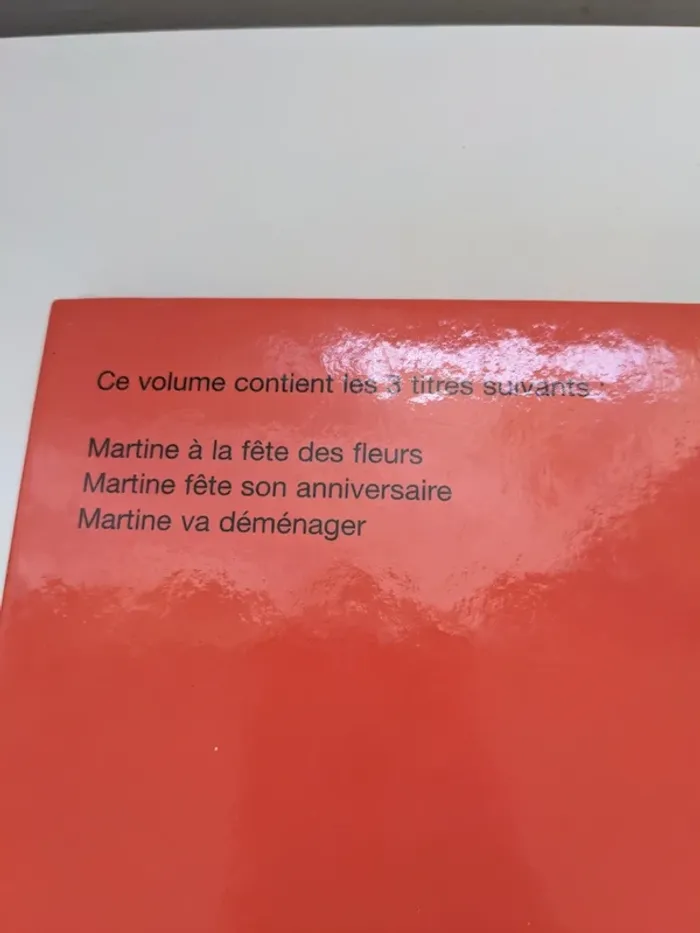 Ce volume contient les 3 titres suivants :
Martine à la fête des fleurs
Martine fête son anniversaire
Martine va déménager